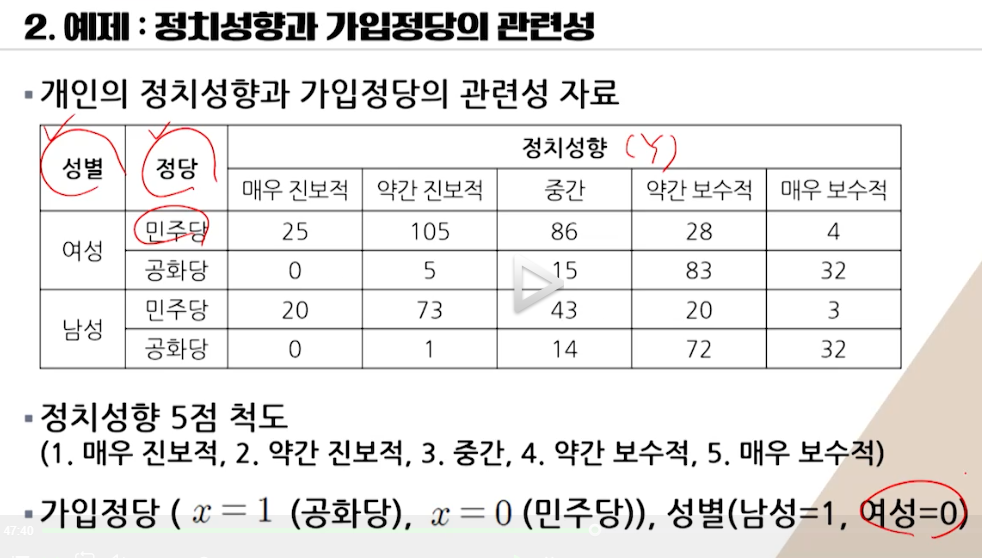 2. 예제 : 정치성향과 가입정당의 관련성
▪개인의 정치성향과 가입정당의 관련성 자료
성별 정당 정치성향 (Y)
매우 진보적 약간 진보적 중간 약간 보수적 매우 보수적
여성 민주당 25 105 86 28 4
공화당 0 5 15 83 32
남성 민주당 20 73 43 20 3
공화당 0 1 14 72 32
▪정치성향 5점 척도
(1. 매우 진보적, 2. 약간 진보적, 3. 중간, 4. 약간 보수적, 5. 매우 보수적)
▪가입정당 ( x = 1 (공화당), x = 0 (민주당)), 성별(남성=1, 여성=0)
47:40